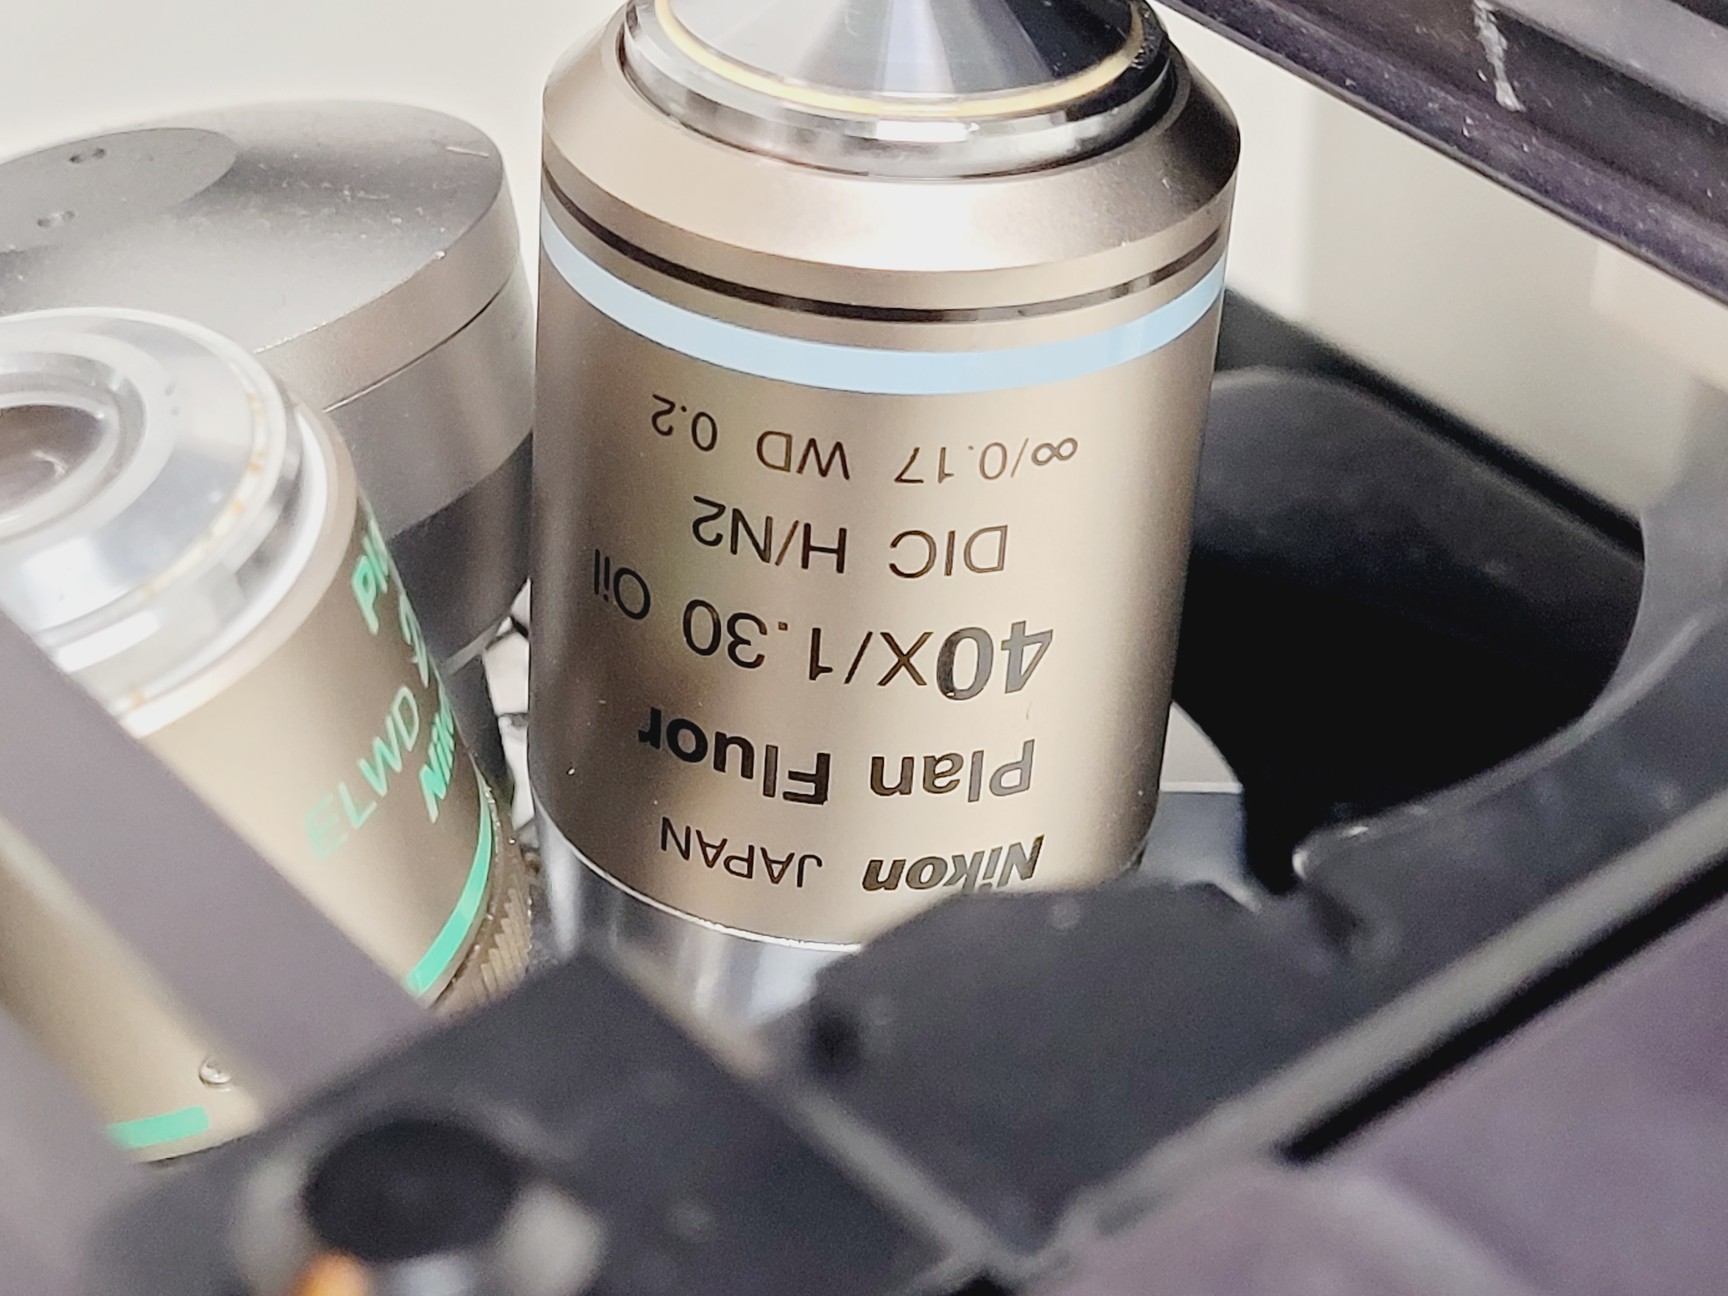 Nikon JAPAN
Plan Fluor
40x/1.30 Oil
DIC H/N2
∞/0.17 WD 0.2
ELWD